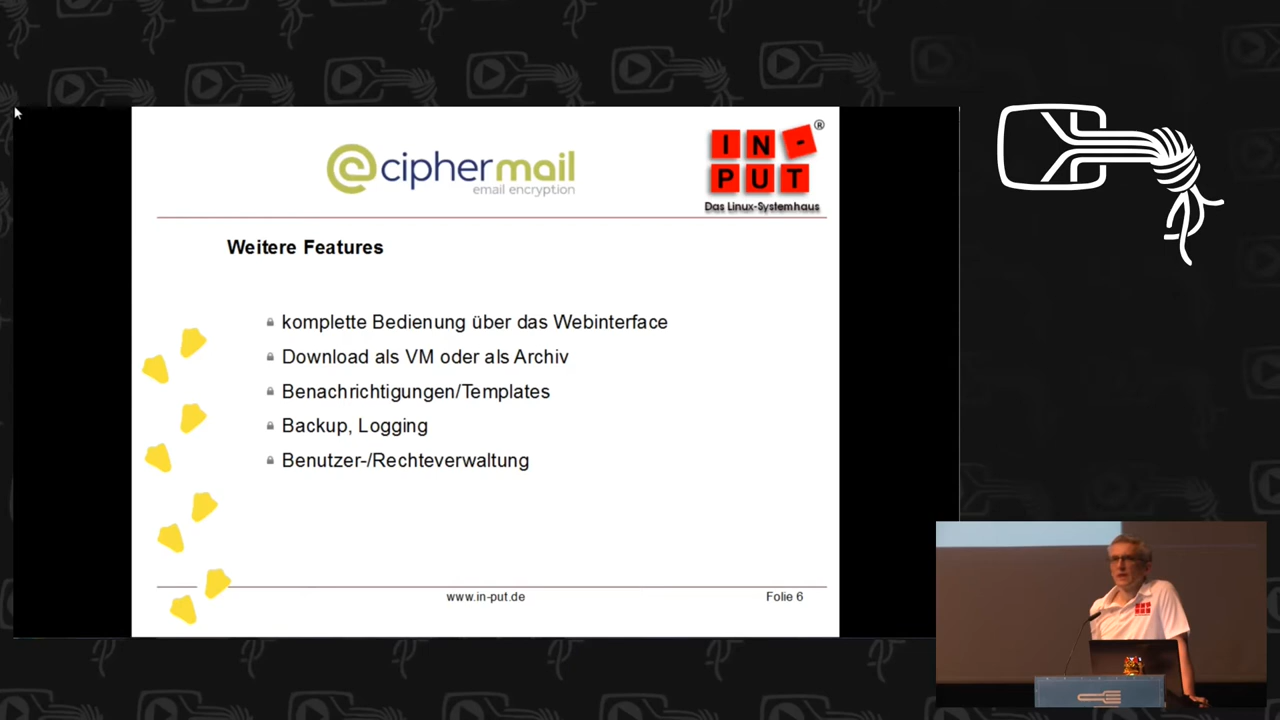 ciphermail
email encryption
IN-
PUT
®
Das Linux-Systemhaus
Weitere Features
komplette Bedienung über das Webinterface
Download als VM oder als Archiv
Benachrichtigungen/Templates
Backup, Logging
Benutzer-/Rechteverwaltung
www.in-put.de
Folie 6